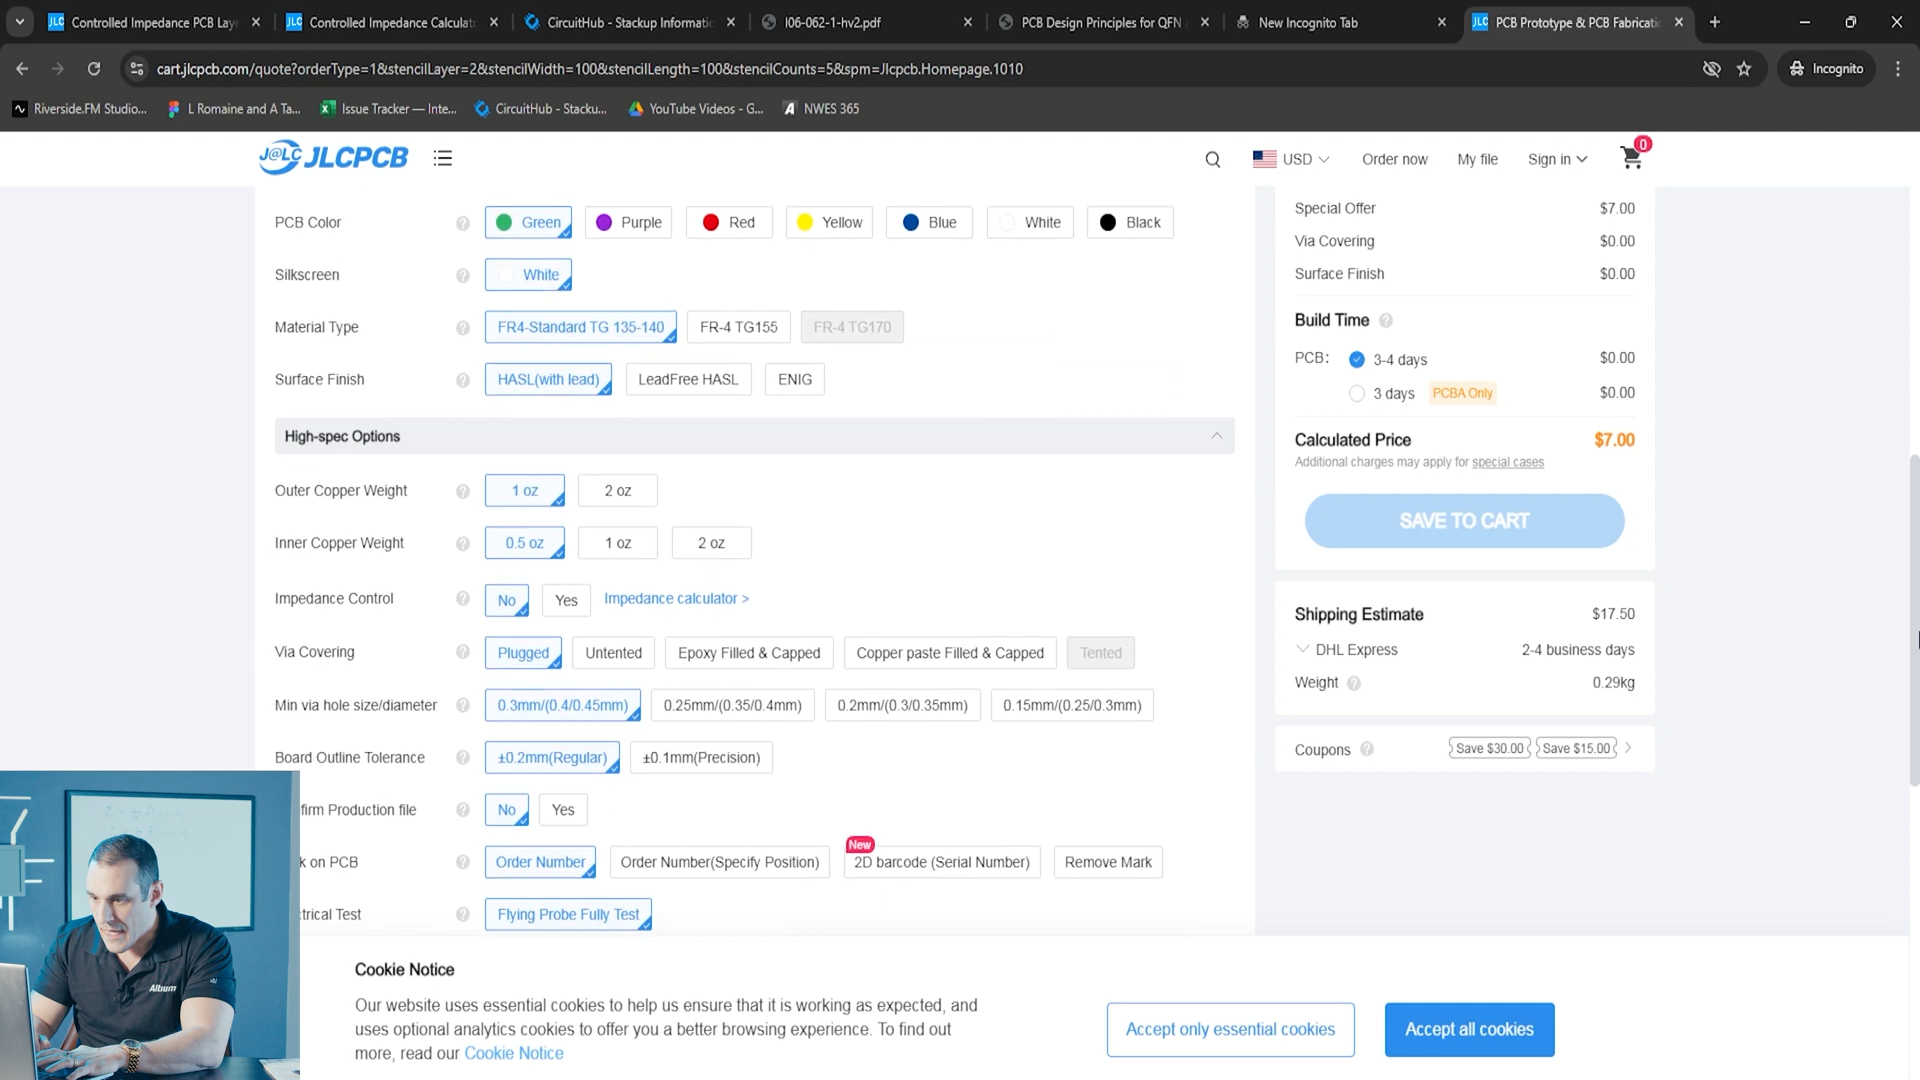 Controlled Impedance PCB Lay
Controlled Impedance Calculat
CircuitHub - Stackup Informatic
l06-062-1-hv2.pdf
PCB Design Principles for QFN
New Incognito Tab
PCB Prototype & PCB Fabricati
cart.jlcpcb.com/quote?orderType=1&stencilLayer=2&stencilWidth=100&stencilLength=100&stencilCounts=5&spm=Jlcpcb.Homepage.1010
Incognito
Riverside.FM Studio...
L Romaine and A Ta...
Issue Tracker — Inte...
CircuitHub - Stacku...
YouTube Videos - G...
NWES 365
J@LC JLCPCB
USD
Order now
My file
Sign in
0
PCB Color
Green
Purple
Red
Yellow
Blue
White
Black
Silkscreen
White
Material Type
FR4-Standard TG 135-140
FR-4 TG155
FR-4 TG170
Surface Finish
HASL(with lead)
LeadFree HASL
ENIG
High-spec Options
Outer Copper Weight
1 oz
2 oz
Inner Copper Weight
0.5 oz
1 oz
2 oz
Impedance Control
No
Yes
Impedance calculator >
Via Covering
Plugged
Untented
Epoxy Filled & Capped
Copper paste Filled & Capped
Tented
Min via hole size/diameter
0.3mm/(0.4/0.45mm)
0.25mm/(0.35/0.4mm)
0.2mm/(0.3/0.35mm)
0.15mm/(0.25/0.3mm)
Board Outline Tolerance
±0.2mm(Regular)
±0.1mm(Precision)
firm Production file
No
Yes
k on PCB
Order Number
Order Number(Specify Position)
New
2D barcode (Serial Number)
Remove Mark
trical Test
Flying Probe Fully Test
Special Offer $7.00
Via Covering $0.00
Surface Finish $0.00
Build Time
PCB: 3-4 days $0.00
3 days PCBA Only $0.00
Calculated Price $7.00
Additional charges may apply for special cases
SAVE TO CART
Shipping Estimate $17.50
DHL Express 2-4 business days
Weight 0.29kg
Coupons Save $30.00 Save $15.00
Cookie Notice
Our website uses essential cookies to help us ensure that it is working as expected, and
uses optional analytics cookies to offer you a better browsing experience. To find out
more, read our Cookie Notice
Accept only essential cookies
Accept all cookies
Altium